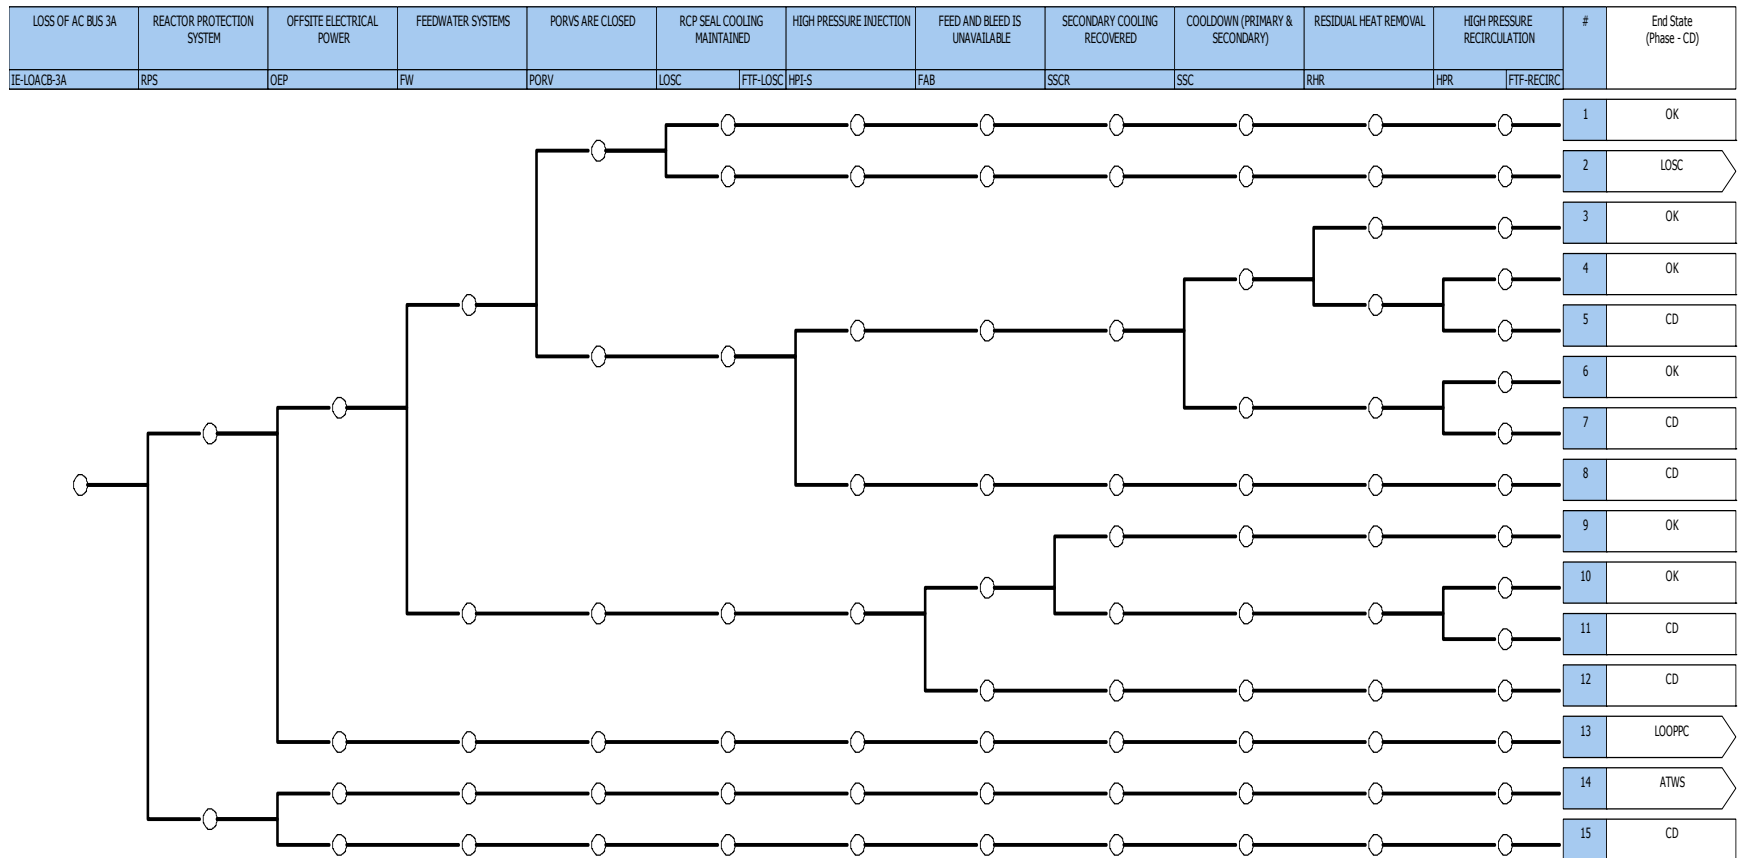 LOSS OF AC BUS 3A
REACTOR PROTECTION
SYSTEM
OFFSITE ELECTRICAL
POWER
FEEDWATER SYSTEMS
PORVS ARE CLOSED
RCP SEAL COOLING
MAINTAINED
HIGH PRESSURE INJECTION
FEED AND BLEED IS
UNAVAILABLE
SECONDARY COOLING
RECOVERED
COOLDOWN (PRIMARY &
SECONDARY)
RESIDUAL HEAT REMOVAL
HIGH PRESSURE
RECIRCULATION
#
End State
(Phase - CD)
IE-LOACB-3A
RPS
OEP
FW
PORV
LOSC
FTF-LOSC
HPI-S
FAB
SSCR
SSC
RHR
HPR
FTF-RECIRC
1 OK
2 LOSC
3 OK
4 OK
5 CD
6 OK
7 CD
8 CD
9 OK
10 OK
11 CD
12 CD
13 LOOPPC
14 ATWS
15 CD